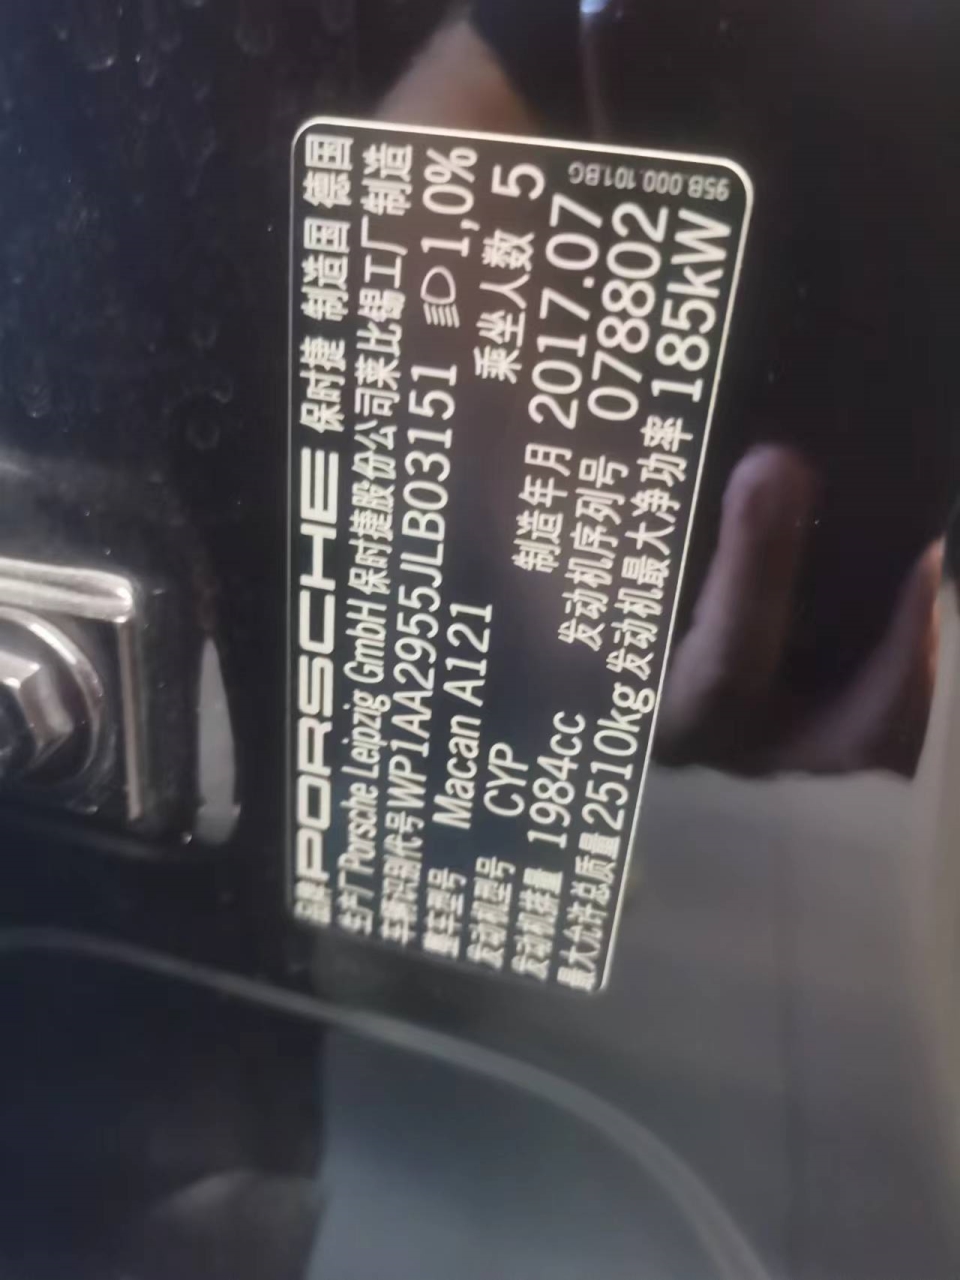 品牌 PORSCHE 保时捷 制造国 德国
生产厂 Porsche Leipzig GmbH 保时捷股份公司莱比锡工厂制造
车辆识别代号 WP1AA2955JLB03151 1,0%
整车型号 Macan A121 乘坐人数 5
发动机型号 CYP 制造年月 2017.07
发动机排量 1984cc 发动机序列号 078802
最大允许总质量 2510kg 发动机最大净功率 185kW
95B.000.101.BG